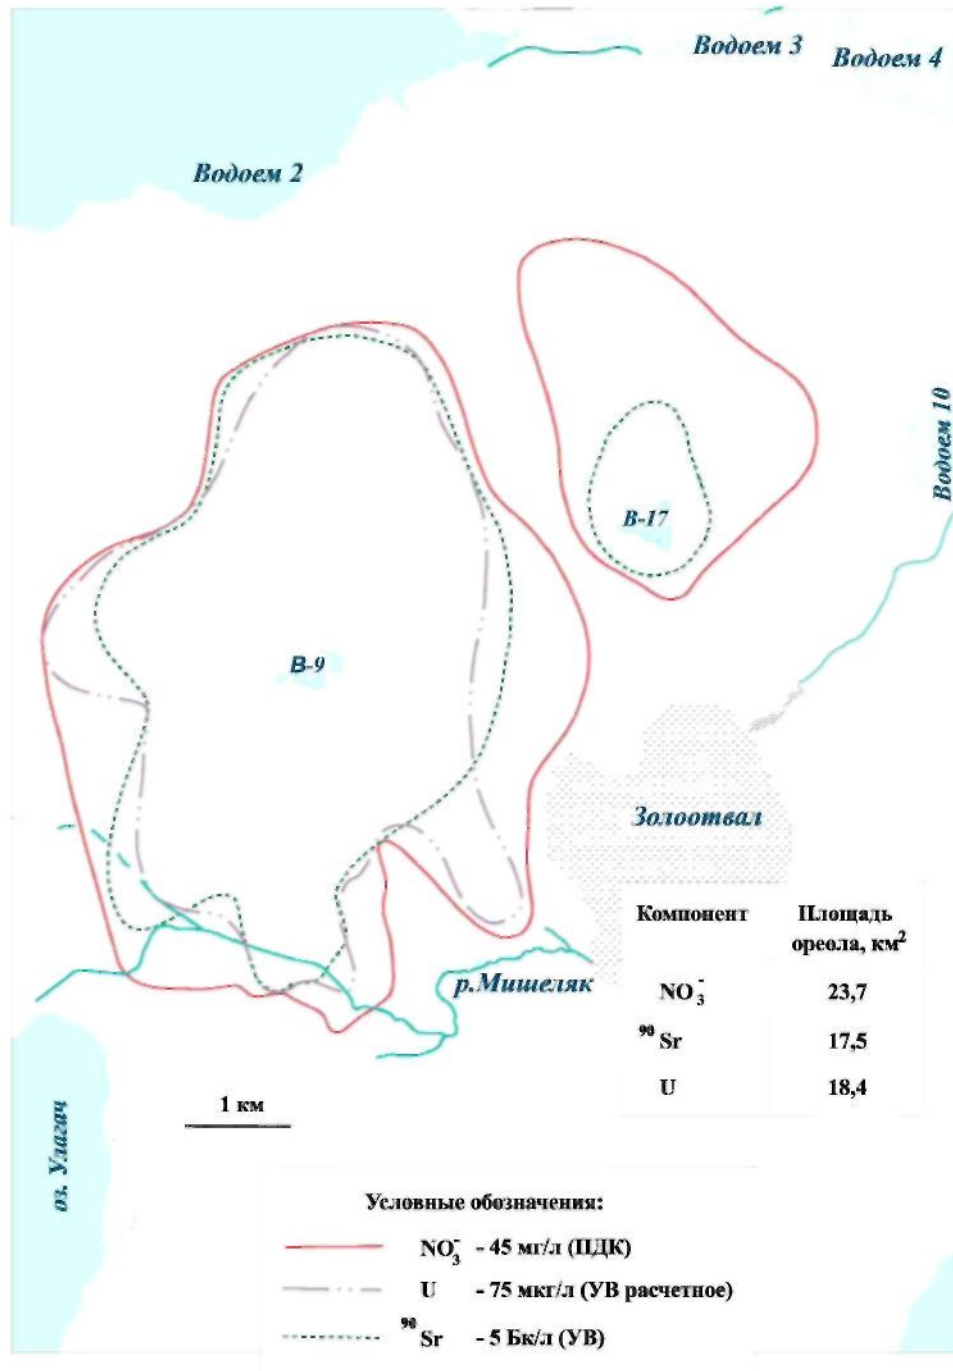 Водоем 3
Водоем 4
Водоем 2
Водоем 10
В-17
В-9
Золоотвал
р.Мишеляк
Компонент Площадь ореола, км²
NO₃⁻ 23,7
⁹⁰Sr 17,5
U 18,4
1 км
оз. Улагач
Условные обозначения:
NO₃⁻ - 45 мг/л (ПДК)
U - 75 мкг/л (УВ расчетное)
⁹⁰Sr - 5 Бк/л (УВ)